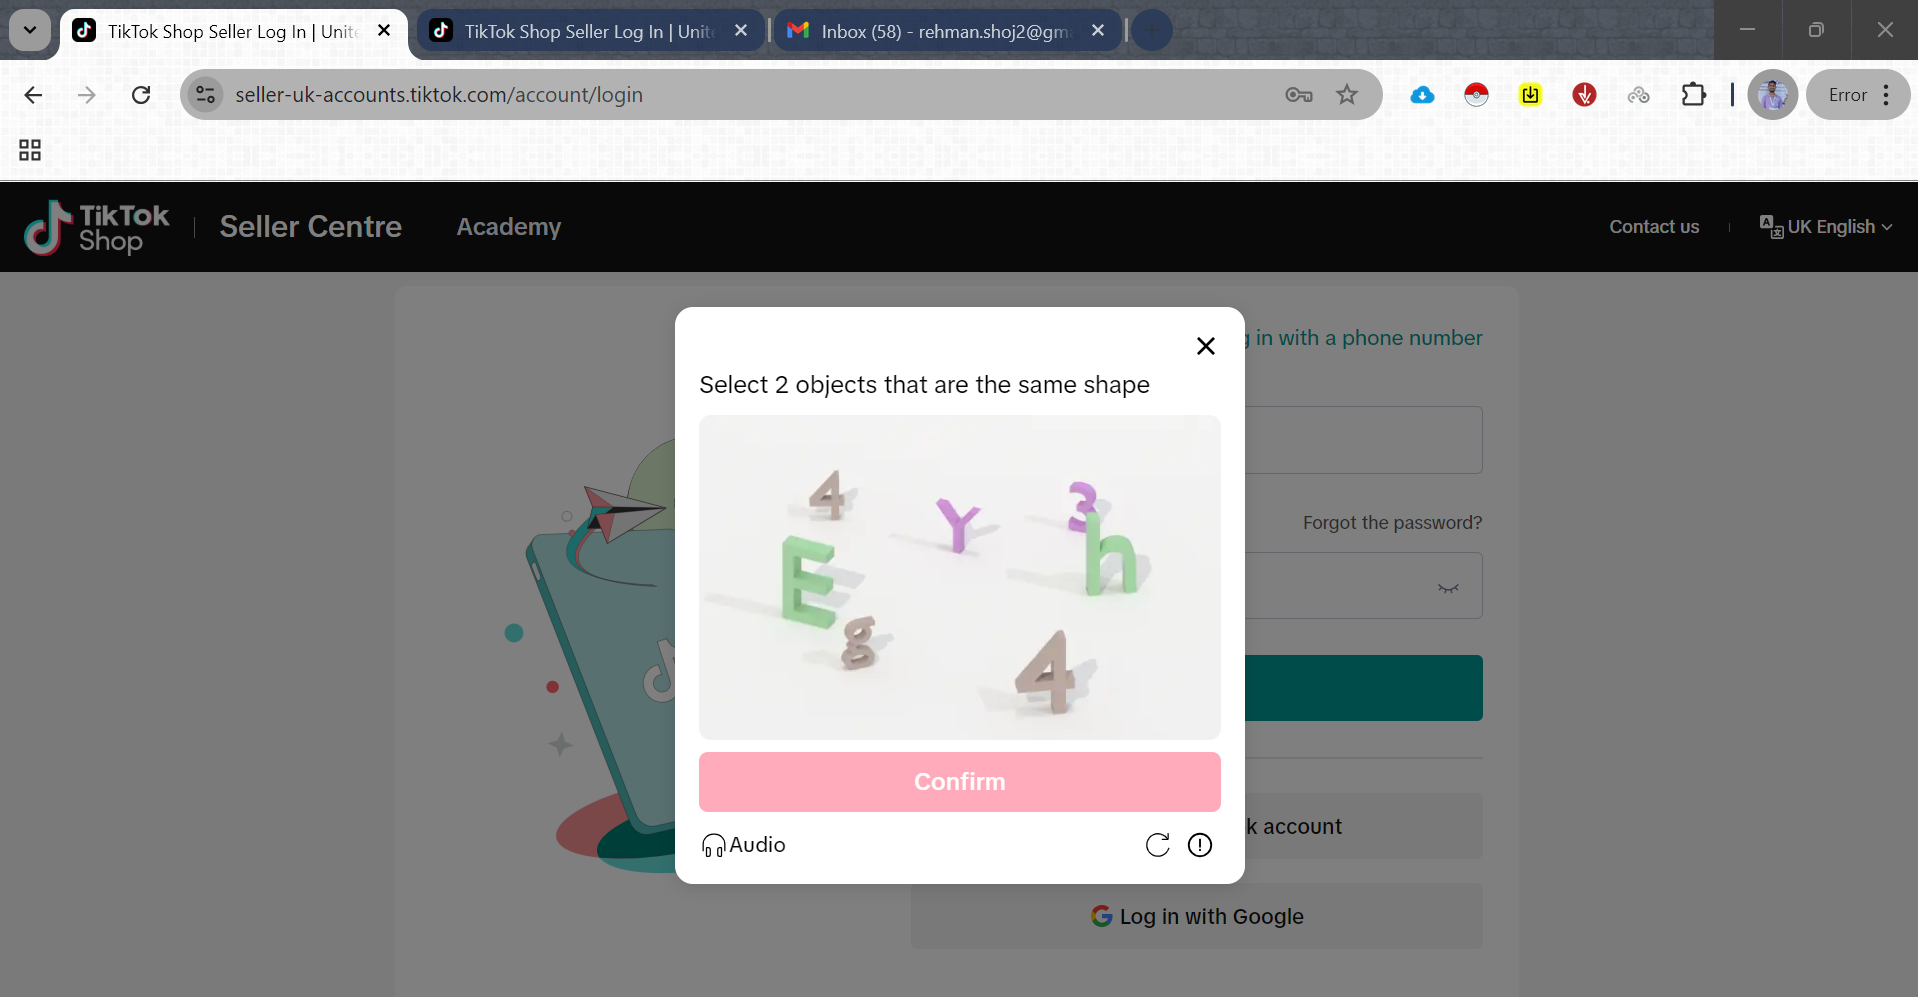 TikTok Shop Seller Log In | Unite
TikTok Shop Seller Log In | Unite
Inbox (58) - rehman.shoj2@gm
seller-uk-accounts.tiktok.com/account/login
Error
TikTok
Shop
Seller Centre
Academy
Contact us
UK English
g in with a phone number
Select 2 objects that are the same shape
4
Y
3
h
E
8
4
Forgot the password?
Confirm
Audio
k account
Log in with Google